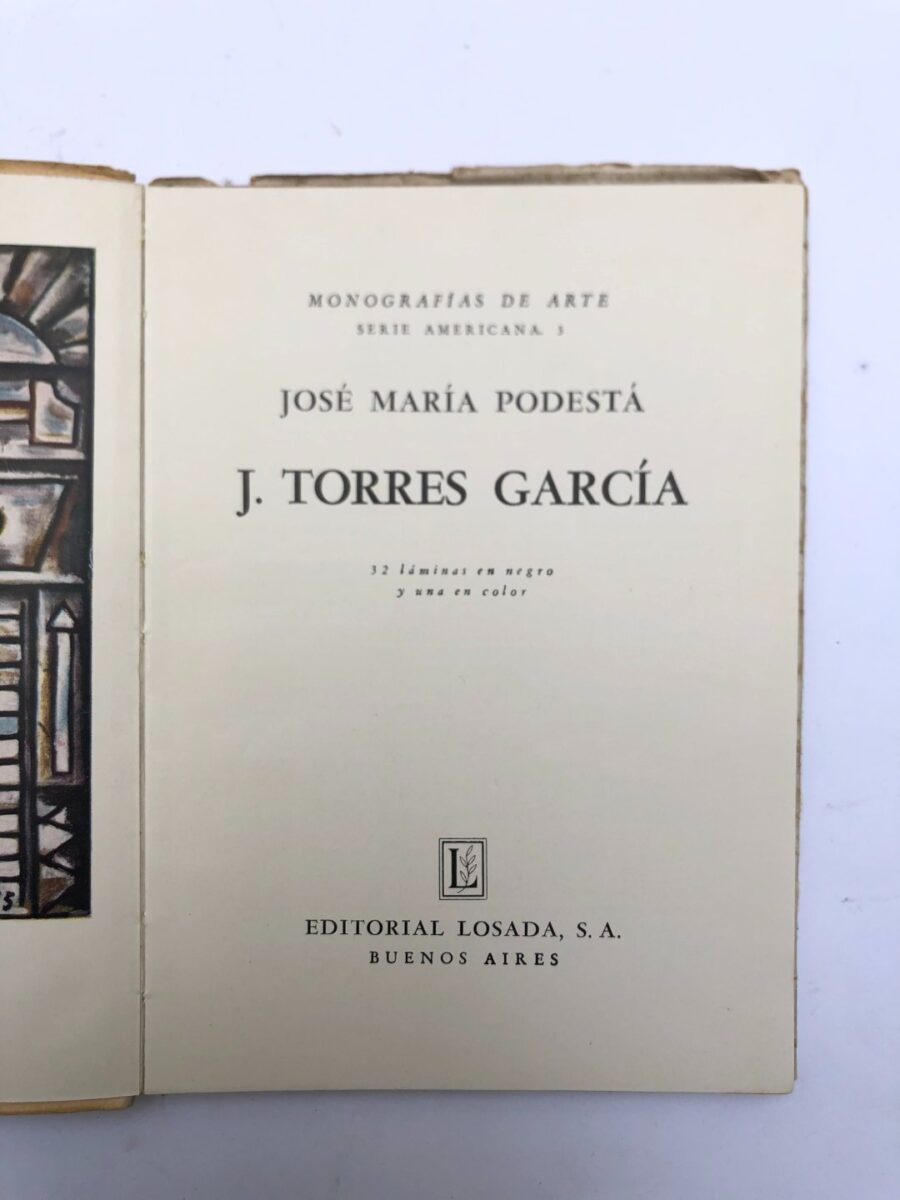 MONOGRAFÍAS DE ARTE
SERIE AMERICANA. 3
JOSÉ MARÍA PODESTÁ
J. TORRES GARCÍA
32 láminas en negro
y una en color
L
EDITORIAL LOSADA, S. A.
BUENOS AIRES